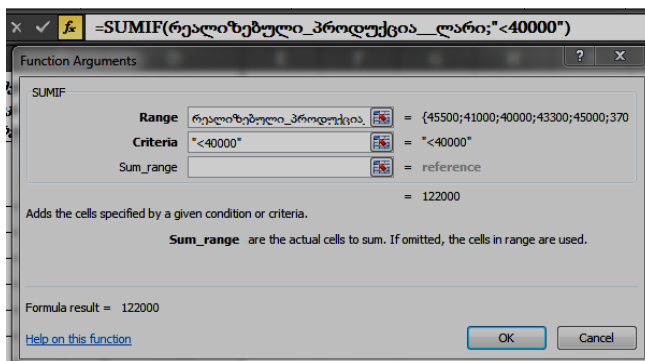 =SUMIF(რეალიზებული_პროდუქცია__ლარი;"<40000")
Function Arguments
SUMIF
Range რეალიზებული_პროდუქცია_ = {45500;41000;40000;43300;45000;370
Criteria "<40000" = "<40000"
Sum_range = reference
= 122000
Adds the cells specified by a given condition or criteria.
Sum_range are the actual cells to sum. If omitted, the cells in range are used.
Formula result = 122000
Help on this function
OK Cancel